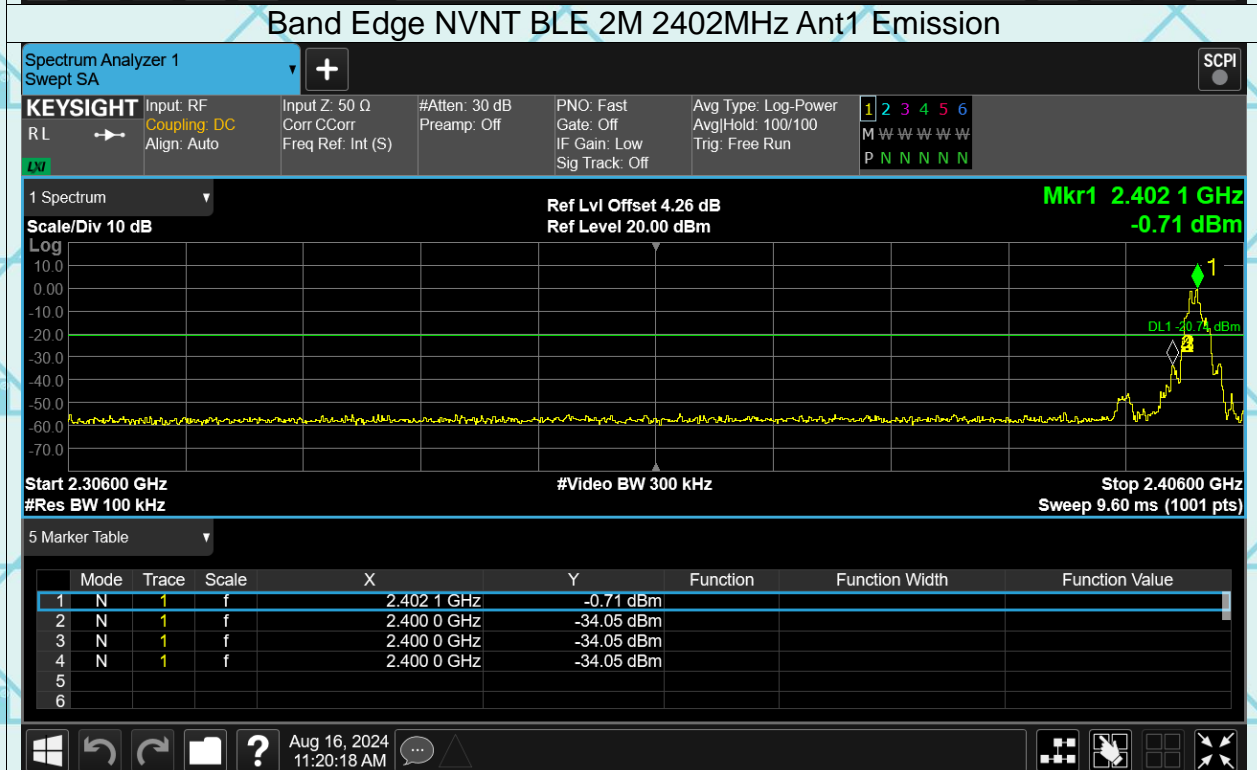 Band Edge NVNT BLE 2M 2402MHz Ant1 Emission
Spectrum Analyzer 1
Swept SA
+
SCPI
KEYSIGHT
R L
LXI
Input: RF
Coupling: DC
Align: Auto
Input Z: 50 Ω
Corr CCorr
Freq Ref: Int (S)
#Atten: 30 dB
Preamp: Off
PNO: Fast
Gate: Off
IF Gain: Low
Sig Track: Off
Avg Type: Log-Power
Avg|Hold: 100/100
Trig: Free Run
1 2 3 4 5 6
M W W W W W
P N N N N N
1 Spectrum
Scale/Div 10 dB
Ref Lvl Offset 4.26 dB
Ref Level 20.00 dBm
Mkr1 2.402 1 GHz
-0.71 dBm
Log
10.0
0.00
-10.0
-20.0
-30.0
-40.0
-50.0
-60.0
-70.0
1
DL1 -20.74 dBm
Start 2.30600 GHz
#Res BW 100 kHz
#Video BW 300 kHz
Stop 2.40600 GHz
Sweep 9.60 ms (1001 pts)
5 Marker Table
Mode Trace Scale X Y Function Function Width Function Value
1 N 1 f 2.402 1 GHz -0.71 dBm
2 N 1 f 2.400 0 GHz -34.05 dBm
3 N 1 f 2.400 0 GHz -34.05 dBm
4 N 1 f 2.400 0 GHz -34.05 dBm
5
6
?
Aug 16, 2024
11:20:18 AM